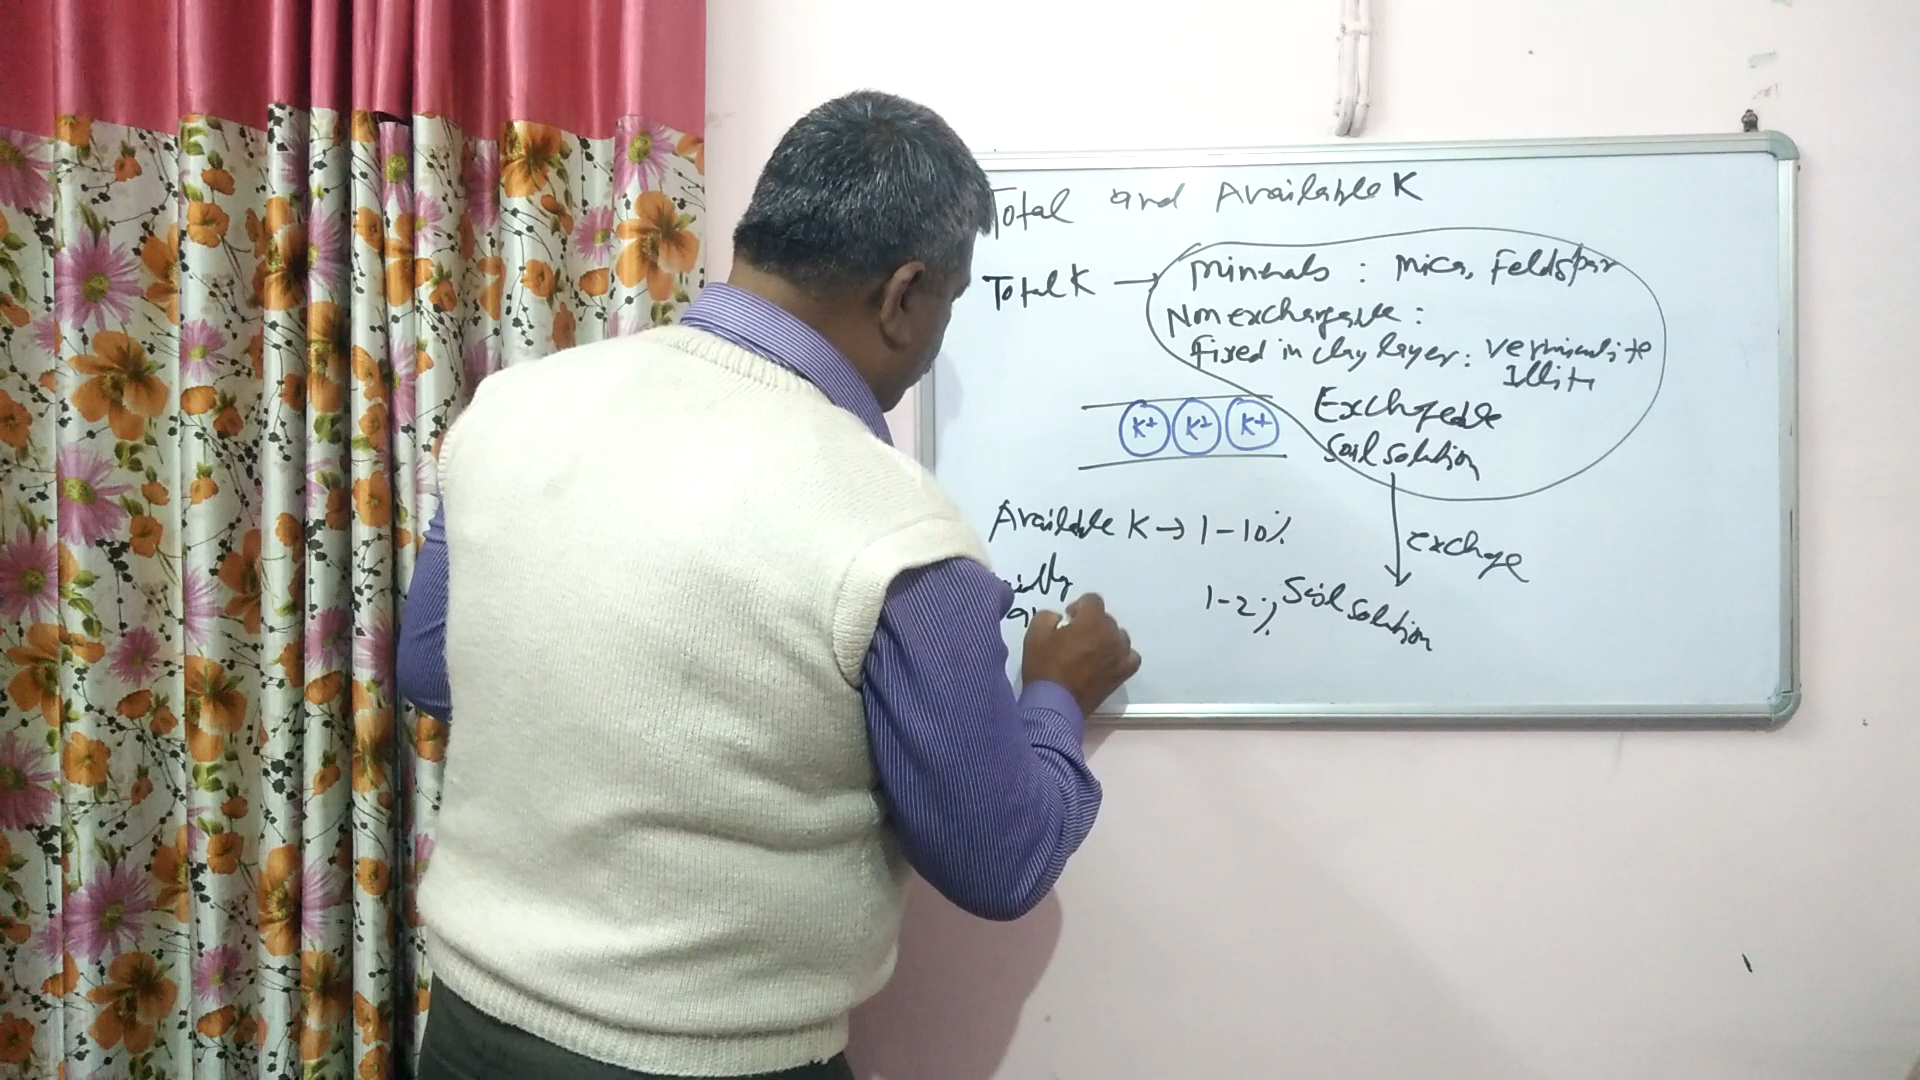 Total and Available K
Total K → Minerals : Mica, Feldspar
Non exchangeable :
Fixed in clay layer : Vermiculite
Illite
Exchangeable
K+ K+ K+
Soil solution
Available K → 1-10%
exchange
1-2% Soil solution